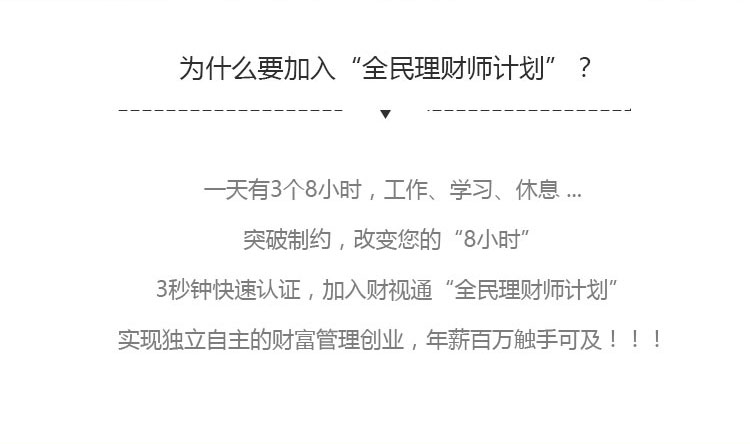 为什么要加入“全民理财师计划”？
一天有3个8小时，工作、学习、休息 ...
突破制约，改变您的“8小时”
3秒钟快速认证，加入财视通“全民理财师计划”
实现独立自主的财富管理创业，年薪百万触手可及！！！